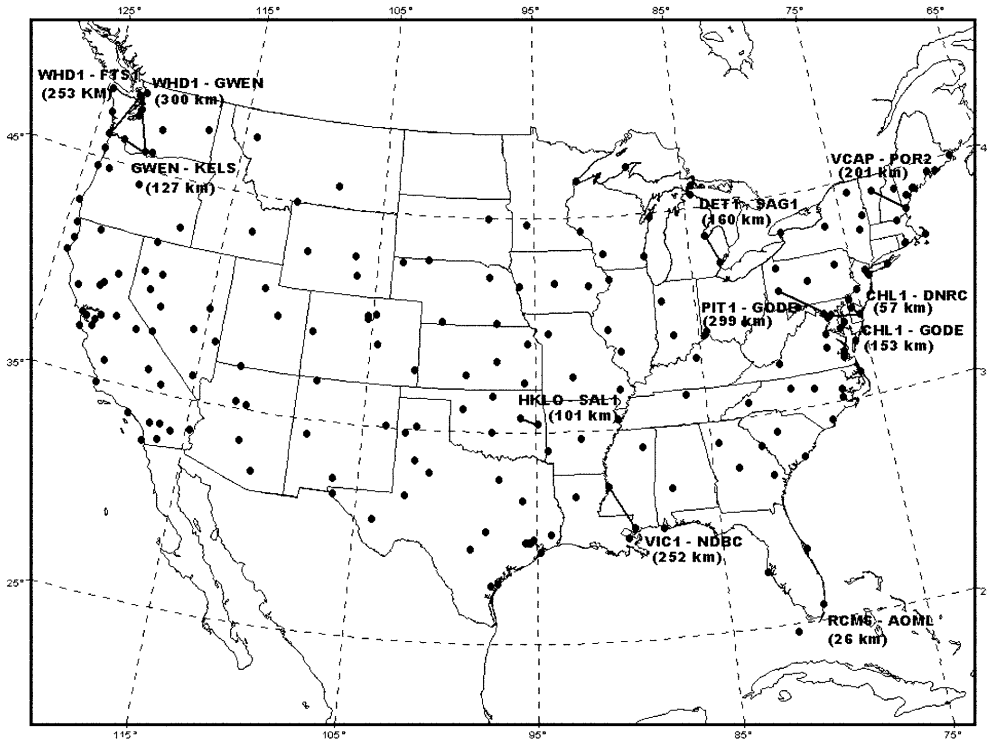 125° 115° 105° 95° 85° 75° 65°
WHD1 - FTS1
(253 KM)
WHD1 - GWEN
(300 km)
45°
4
GWEN - KELS
(127 km)
VCAP - POR2
(201 km)
DET1 - SAG1
(160 km)
PIT1 - GODE
(299 km)
CHL1 - DNRC
(57 km)
CHL1 - GODE
(153 km)
35°
3
HKLO - SAL1
(101 km)
VIC1 - NDBC
(252 km)
25°
2
RCM6 - AOML
(26 km)
115° 105° 95° 85° 75°